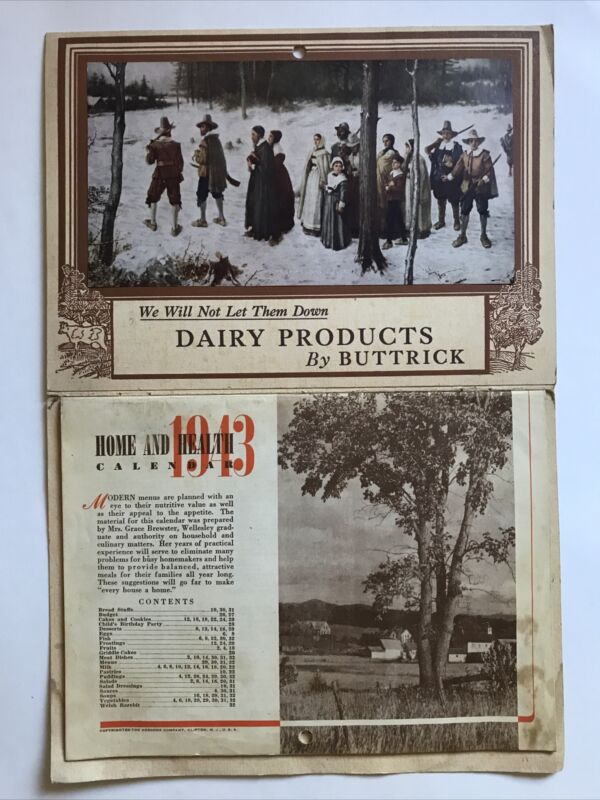 We Will Not Let Them Down
DAIRY PRODUCTS
By BUTTRICK
1943
HOME AND HEALTH
CALENDAR
MODERN menus are planned with an
eye to their nutritive value as well
as their appeal to the appetite. The
material for this calendar was prepared
by Mrs. Grace Brewster, Wellesley grad-
uate and authority on household and
culinary matters. Her years of practical
experience will serve to eliminate many
problems for busy homemakers and help
them to provide balanced, attractive
meals for their families all year long.
These suggestions will go far to make
"every house a home."
CONTENTS
Bread Stuffs
Budget
Cakes and Cookies
Child's Birthday Party
Desserts
Eggs
Fish
Frostings
Fruits
Griddle Cakes
Meat Dishes
Menus
Milk
Pastries
Puddings
Salads
Salad Dressings
Sauces
Soups
Vegetables
Welsh Rarebit
COMPANY, CLIFTON, N. J., U. S. A.